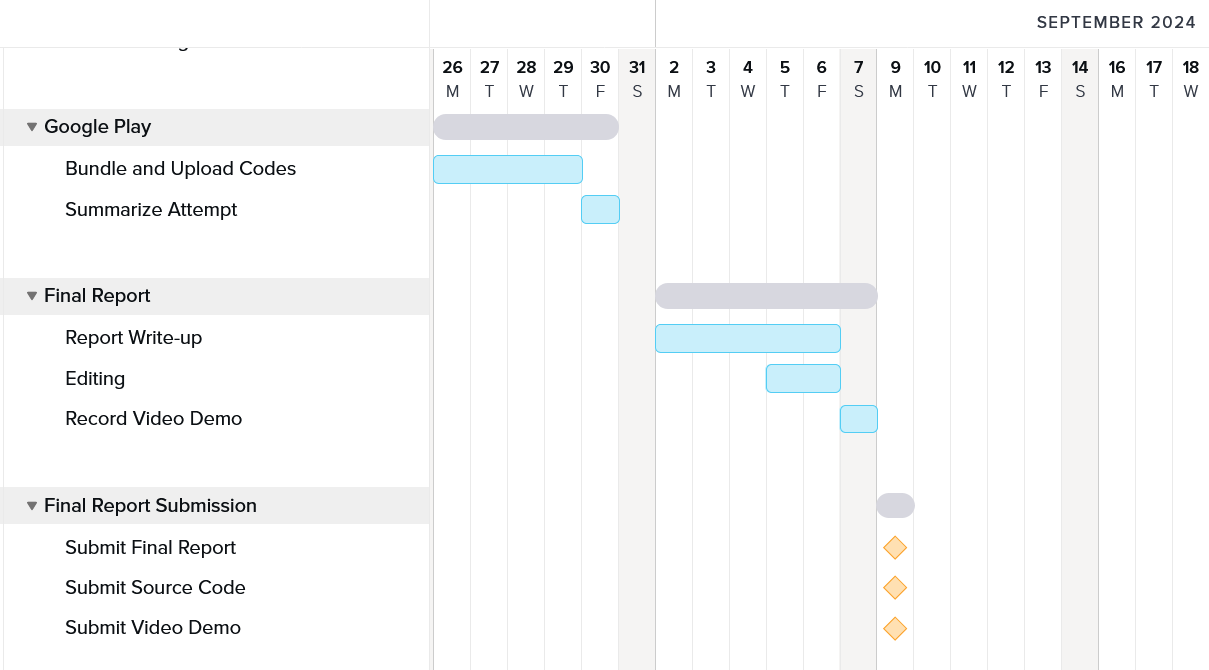 SEPTEMBER 2024
26 27 28 29 30 31 2 3 4 5 6 7 9 10 11 12 13 14 16 17 18
M T W T F S M T W T F S M T W T F S M T W
Google Play
Bundle and Upload Codes
Summarize Attempt
Final Report
Report Write-up
Editing
Record Video Demo
Final Report Submission
Submit Final Report
Submit Source Code
Submit Video Demo